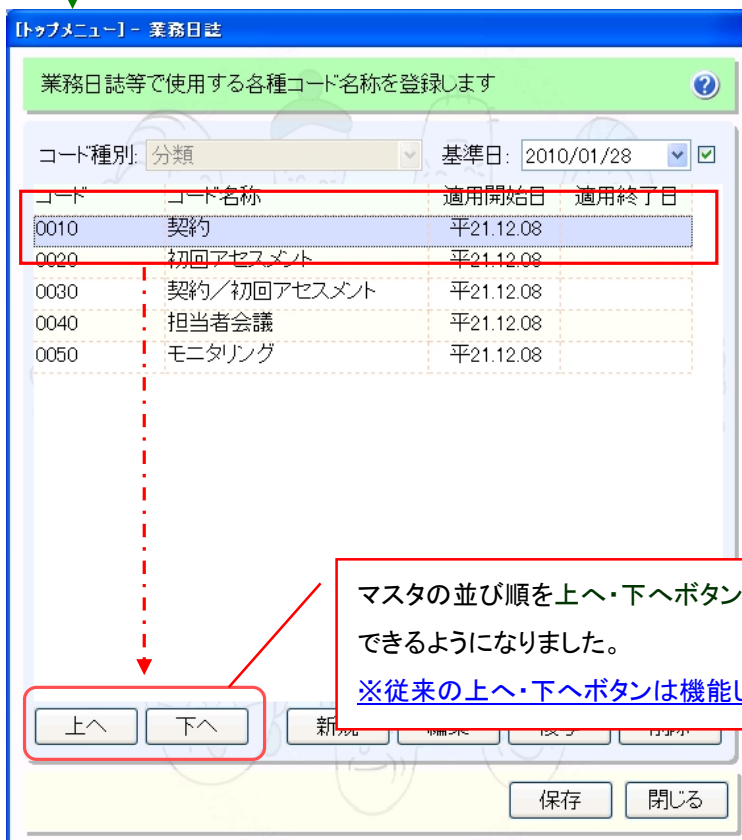 [トップメニュー] - 業務日誌
業務日誌等で使用する各種コード名称を登録します
コード種別: 分類 基準日: 2010/01/28
コード コード名称 適用開始日 適用終了日
0010 契約 平21.12.08
0020 初回アセスメント 平21.12.08
0030 契約/初回アセスメント 平21.12.08
0040 担当者会議 平21.12.08
0050 モニタリング 平21.12.08
マスタの並び順を上へ・下へボタン
できるようになりました。
※従来の上へ・下へボタンは機能し
上へ 下へ 新規
保存 閉じる